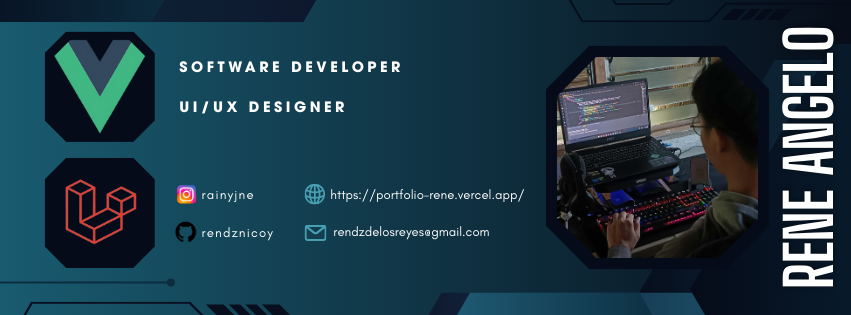 SOFTWARE DEVELOPER
UI/UX DESIGNER
rainyjne
https://portfolio-rene.vercel.app/
rendznicoy
rendzdelosreyes@gmail.com
RENE ANGELO